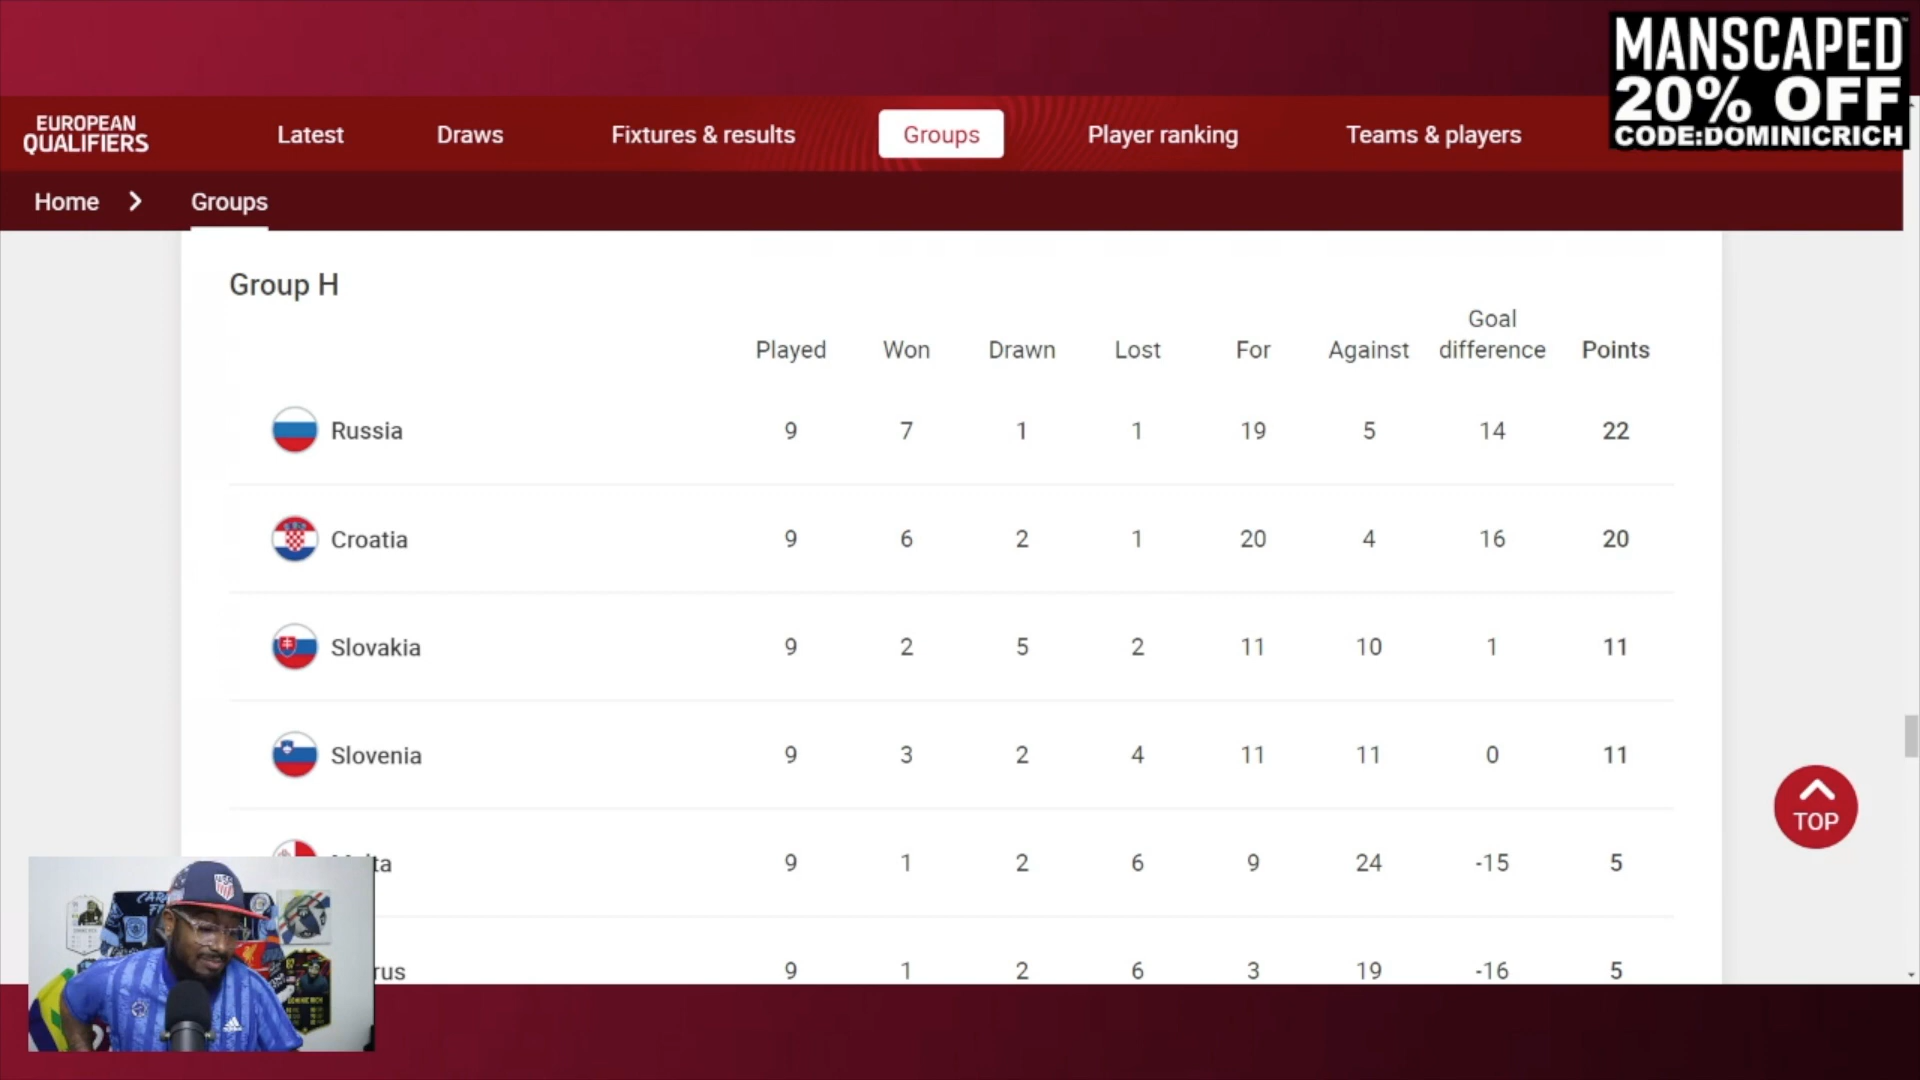 MANSCAPED
20% OFF
CODE:DOMINICRICH
EUROPEAN
QUALIFIERS
Latest
Draws
Fixtures & results
Groups
Player ranking
Teams & players
Home
Groups
Group H
Played Won Drawn Lost For Against Goal difference Points
Russia 9 7 1 1 19 5 14 22
Croatia 9 6 2 1 20 4 16 20
Slovakia 9 2 5 2 11 10 1 11
Slovenia 9 3 2 4 11 11 0 11
ta 9 1 2 6 9 24 -15 5
rus 9 1 2 6 3 19 -16 5
TOP